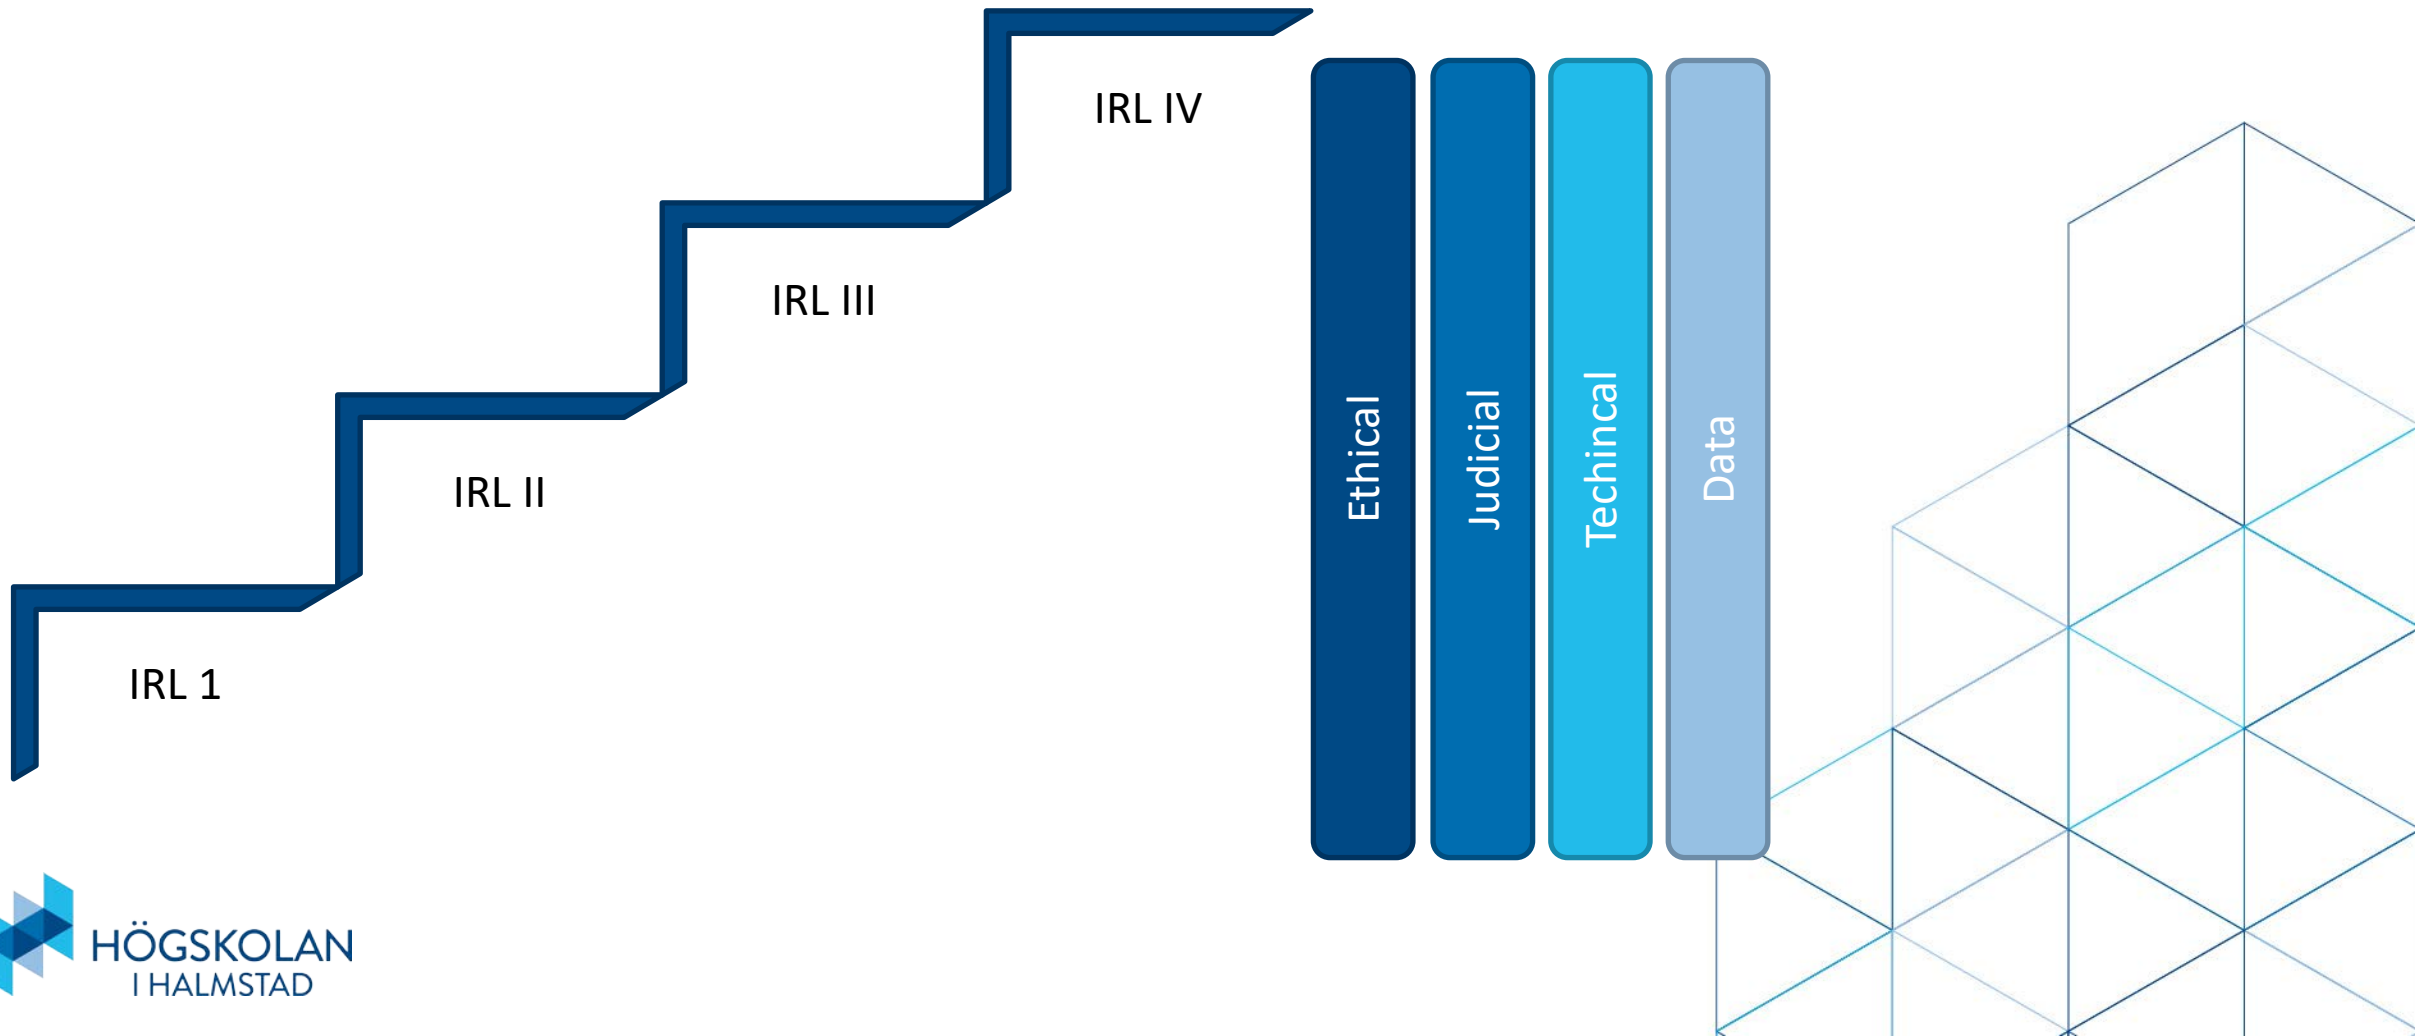 IRL IV
IRL III
IRL II
IRL 1
Ethical
Judicial
Techincal
Data
HÖGSKOLAN
I HALMSTAD